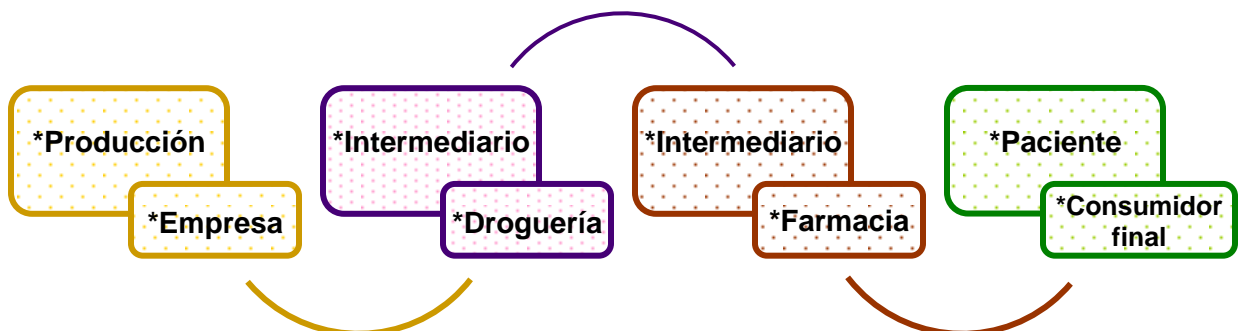 *Producción
*Empresa
*Intermediario
*Droguería
*Intermediario
*Farmacia
*Paciente
*Consumidor
final